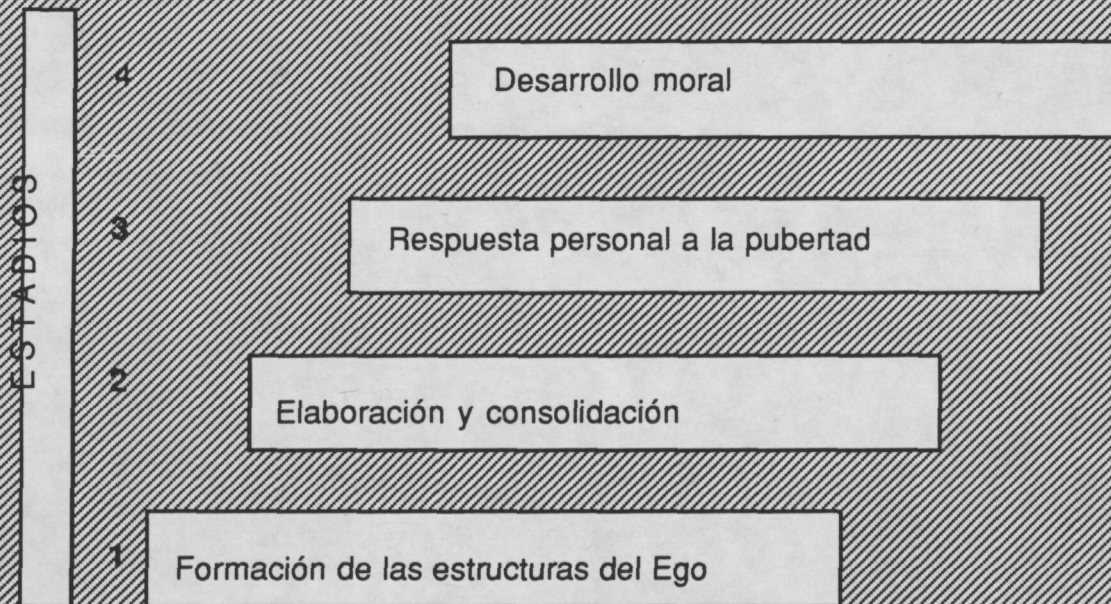 ESTADIOS
4
Desarrollo moral
3
Respuesta personal a la pubertad
2
Elaboración y consolidación
1
Formación de las estructuras del Ego